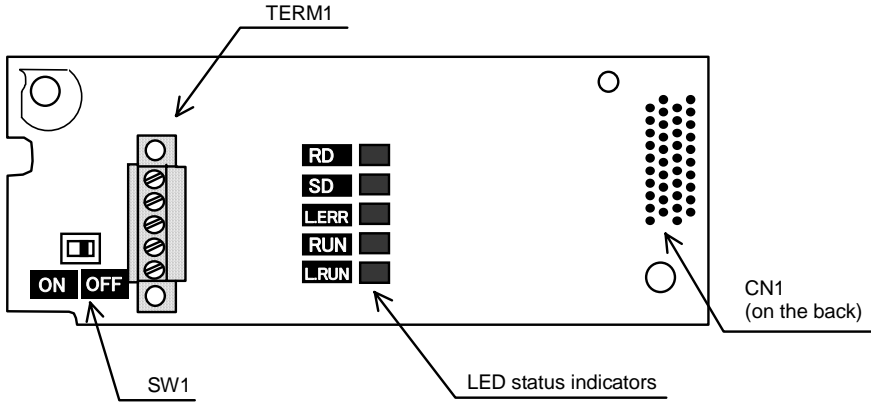 TERM1
RD
SD
L.ERR
RUN
L.RUN
ON OFF
CN1
(on the back)
SW1
LED status indicators